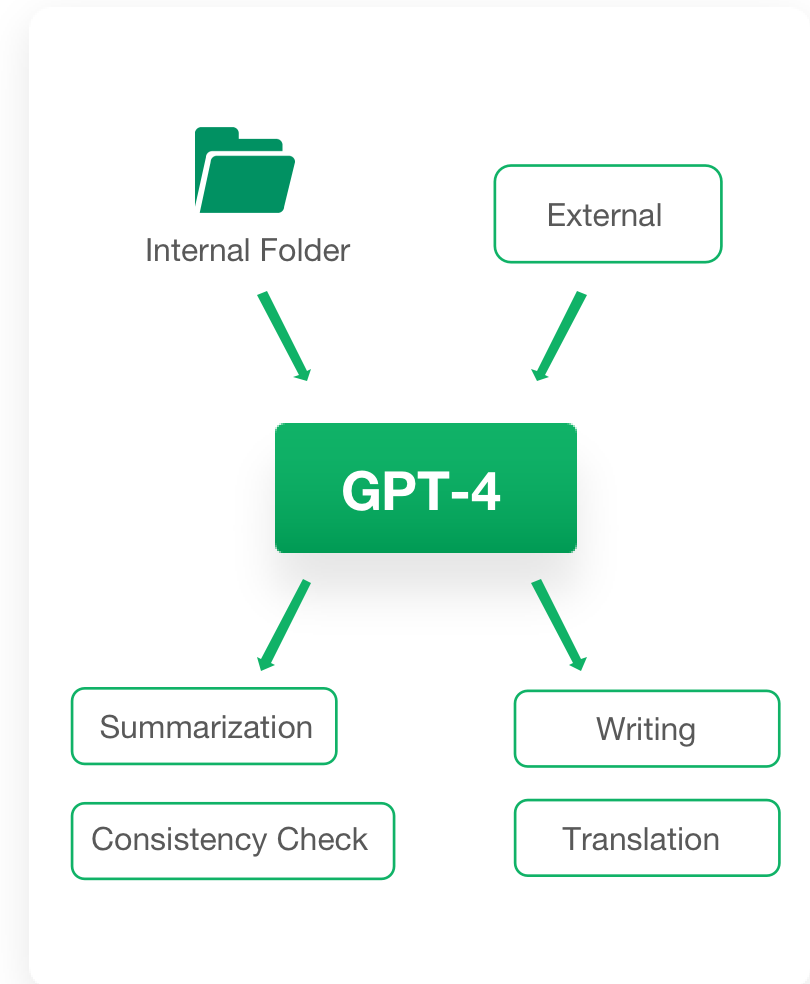 Internal Folder
External
GPT-4
Summarization
Writing
Consistency Check
Translation